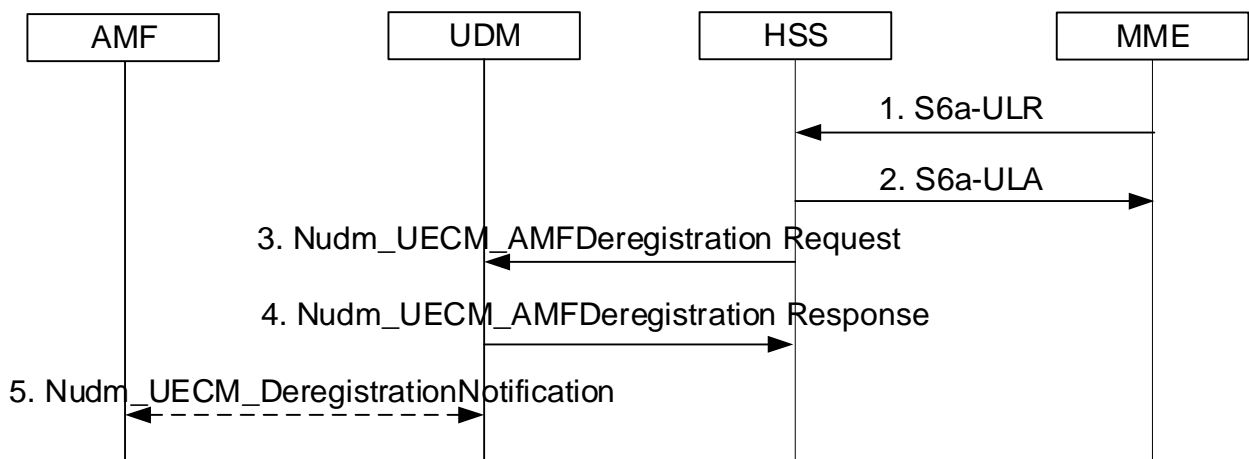 AMF
UDM
HSS
MME
1. S6a-ULR
2. S6a-ULA
3. Nudm_UECM_AMFDeregistration Request
4. Nudm_UECM_AMFDeregistration Response
5. Nudm_UECM_DeregistrationNotification